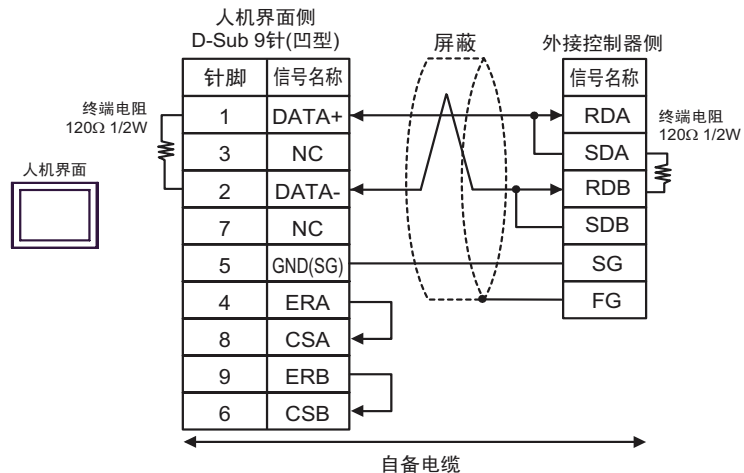 人机界面侧
D-Sub 9针(凹型)
屏蔽
外接控制器侧
针脚 信号名称
信号名称
终端电阻
120Ω 1/2W
1 DATA+
RDA
终端电阻
120Ω 1/2W
3 NC
SDA
人机界面
2 DATA-
RDB
7 NC
SDB
5 GND(SG)
SG
4 ERA
FG
8 CSA
9 ERB
6 CSB
自备电缆